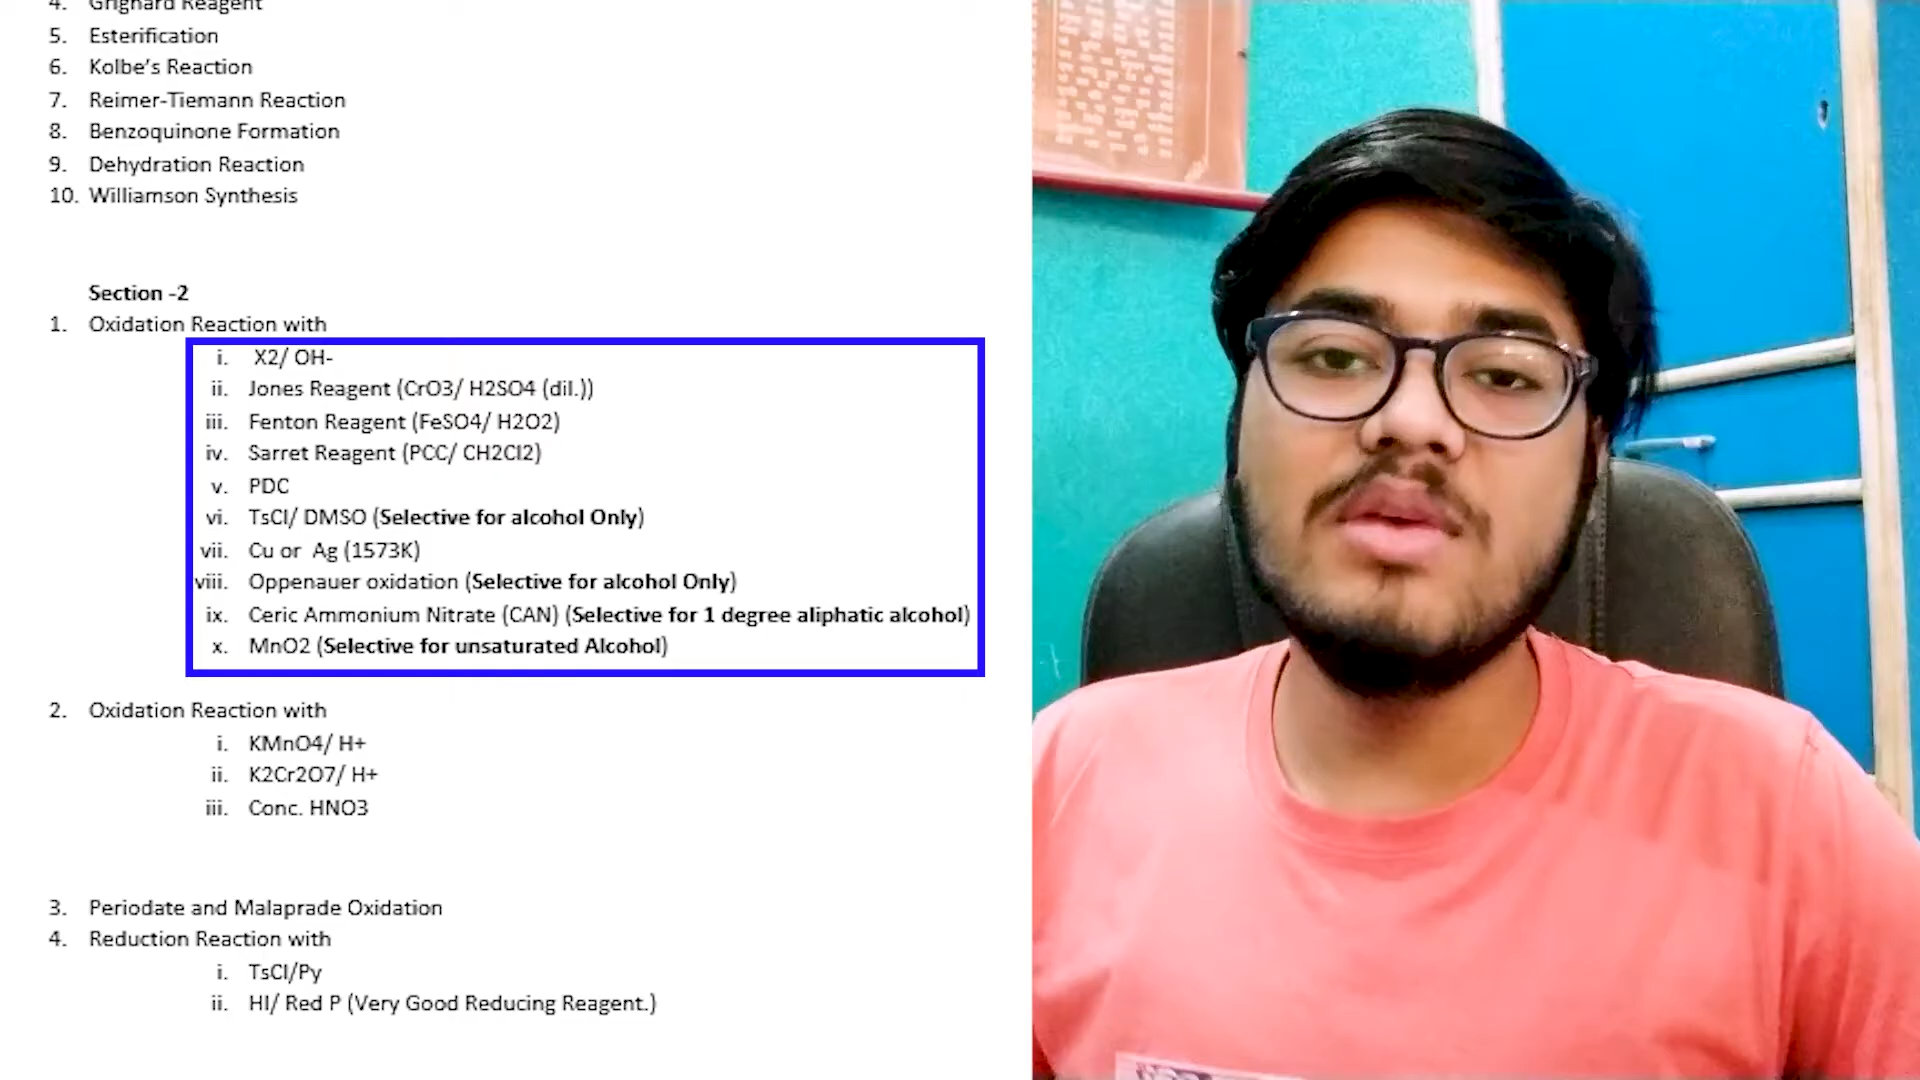 4. Grignard Reagent
5. Esterification
6. Kolbe's Reaction
7. Reimer-Tiemann Reaction
8. Benzoquinone Formation
9. Dehydration Reaction
10. Williamson Synthesis
Section -2
1. Oxidation Reaction with
i. X2/ OH-
ii. Jones Reagent (CrO3/ H2SO4 (dil.))
iii. Fenton Reagent (FeSO4/ H2O2)
iv. Sarret Reagent (PCC/ CH2Cl2)
v. PDC
vi. TsCl/ DMSO (Selective for alcohol Only)
vii. Cu or Ag (1573K)
viii. Oppenauer oxidation (Selective for alcohol Only)
ix. Ceric Ammonium Nitrate (CAN) (Selective for 1 degree aliphatic alcohol)
x. MnO2 (Selective for unsaturated Alcohol)
2. Oxidation Reaction with
i. KMnO4/ H+
ii. K2Cr2O7/ H+
iii. Conc. HNO3
3. Periodate and Malaprade Oxidation
4. Reduction Reaction with
i. TsCl/Py
ii. HI/ Red P (Very Good Reducing Reagent.)